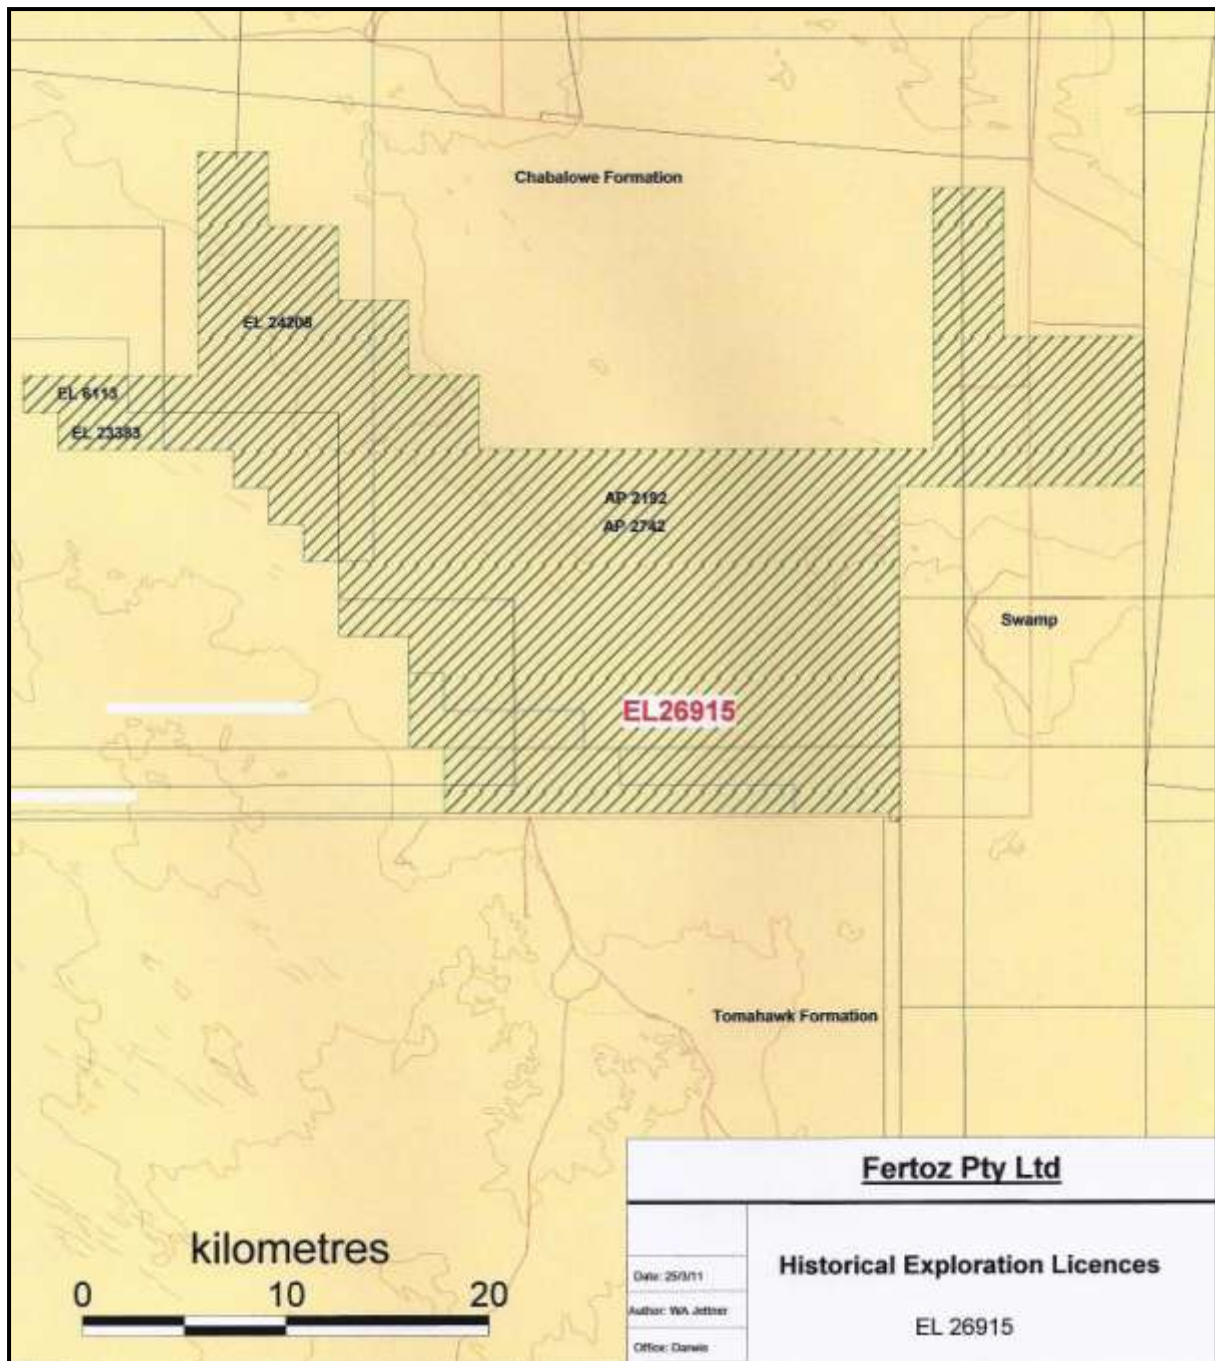 Chabalowe Formation
EL 24208
EL 6113
EL 23383
AP 2192
AP 2742
Swamp
EL26915
Tomahawk Formation
kilometres
0 10 20
Fertoz Pty Ltd
Historical Exploration Licences
EL 26915
Date: 25/3/11
Author: WA Jettner
Office: Darwin